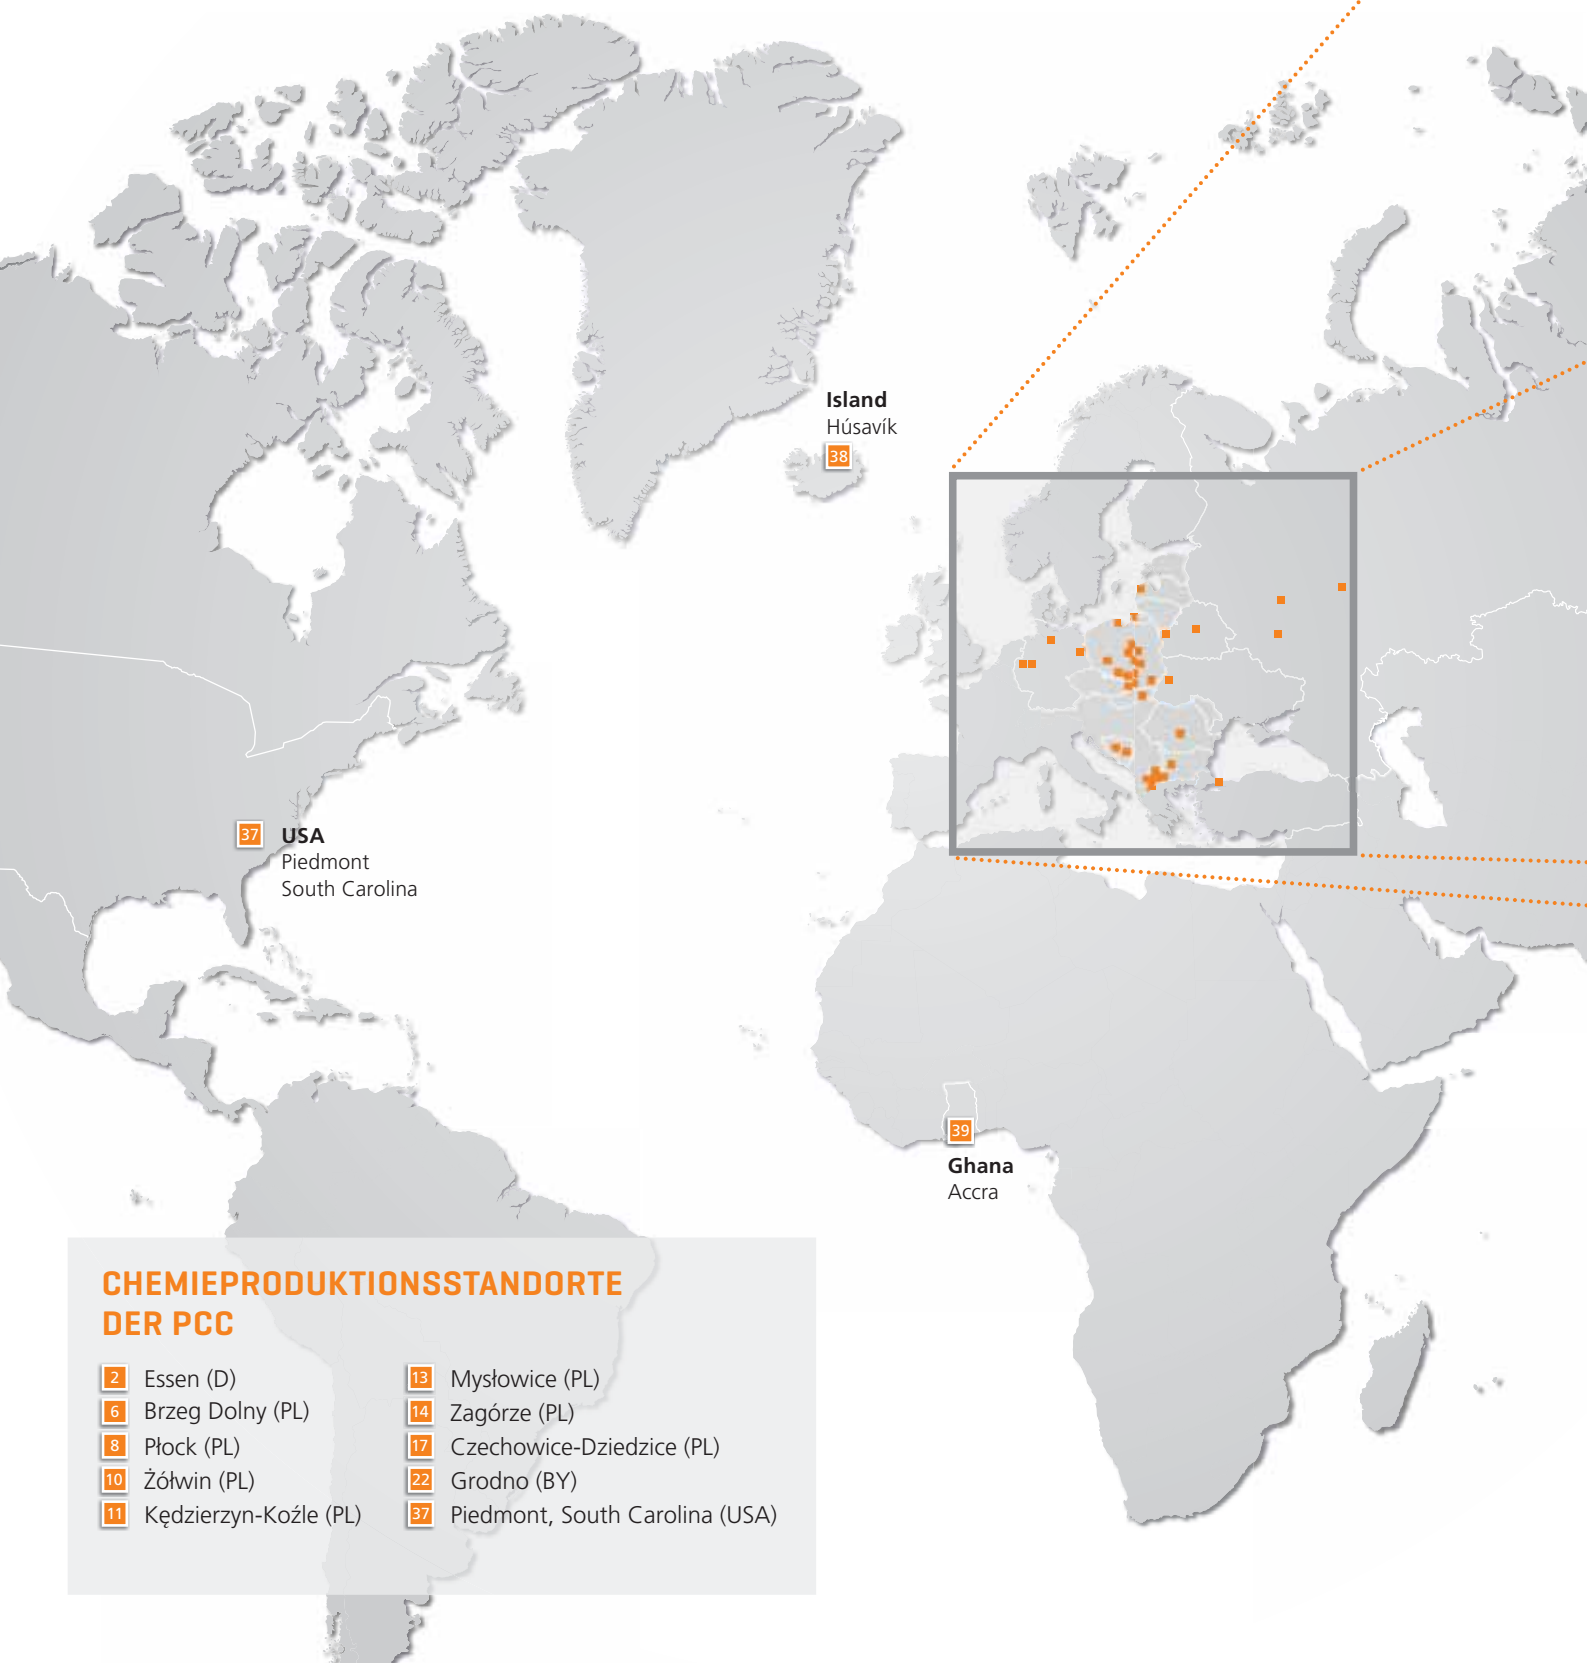 Island
Húsavík
38
37
USA
Piedmont
South Carolina
39
Ghana
Accra
CHEMIEPRODUKTIONSSTANDORTE
DER PCC
2 Essen (D)
6 Brzeg Dolny (PL)
8 Płock (PL)
10 Żółwin (PL)
11 Kędzierzyn-Koźle (PL)
13 Mysłowice (PL)
14 Zagórze (PL)
17 Czechowice-Dziedzice (PL)
22 Grodno (BY)
37 Piedmont, South Carolina (USA)